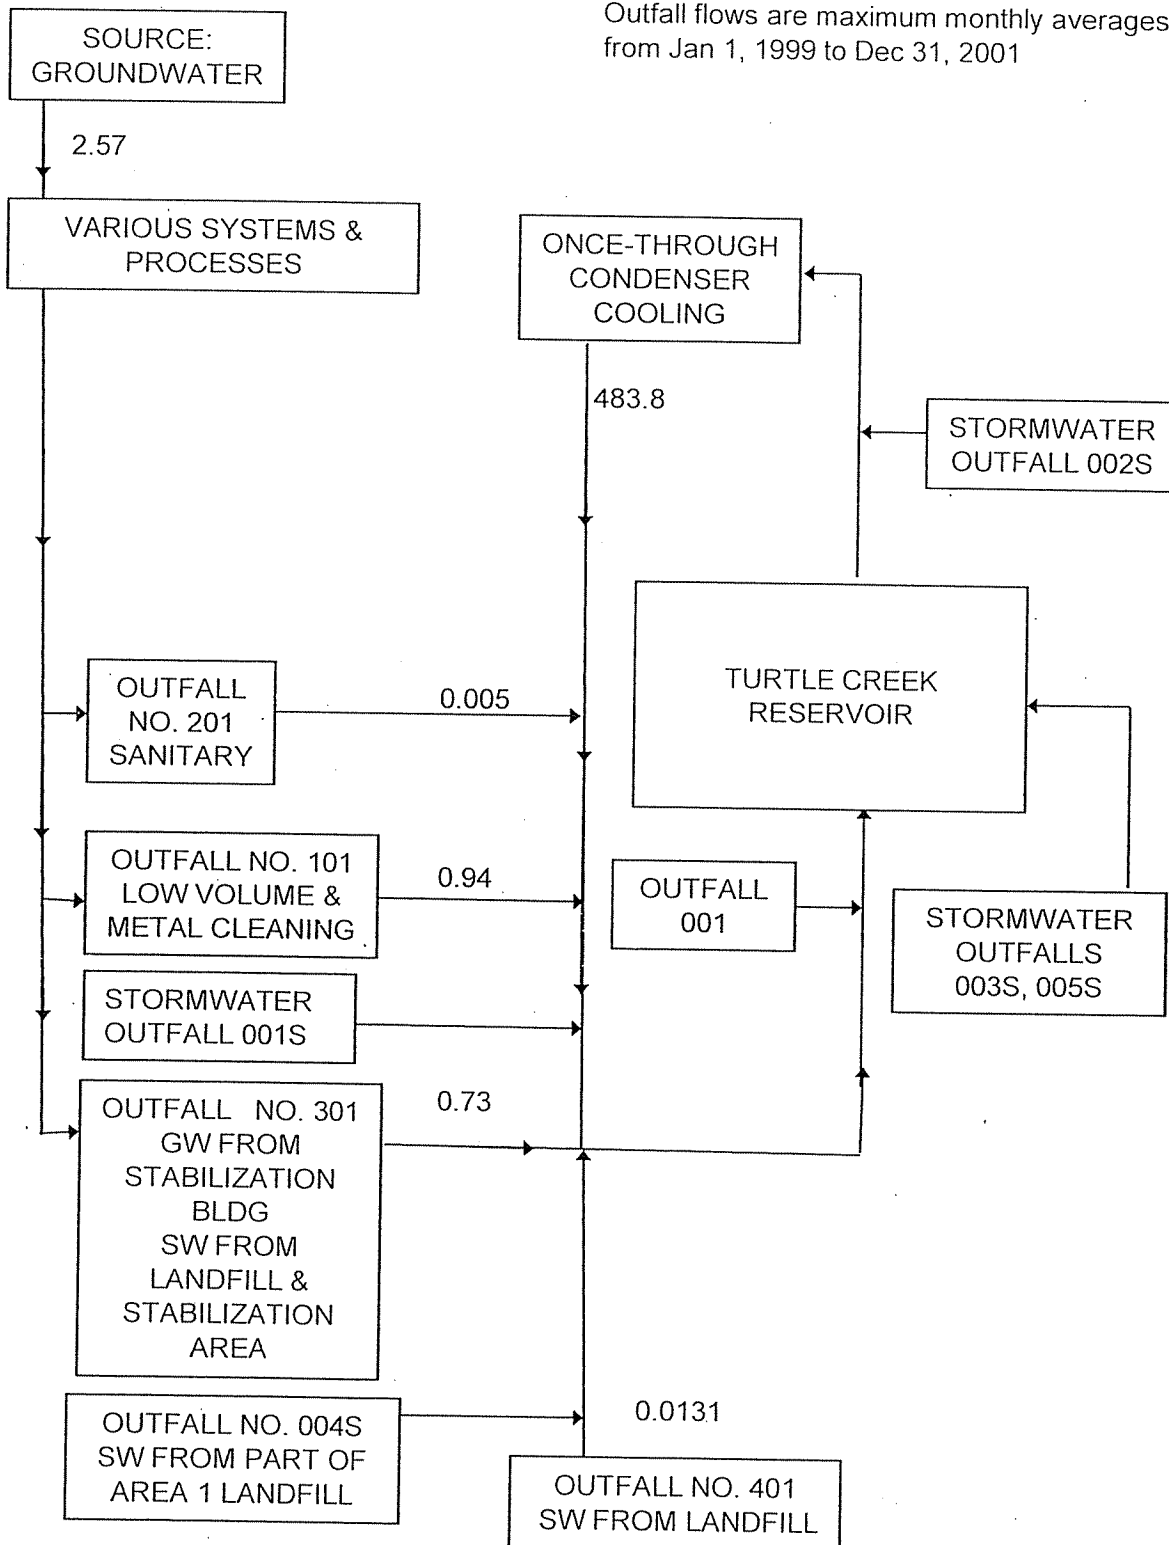 Outfall flows are maximum monthly averages
from Jan 1, 1999 to Dec 31, 2001
SOURCE:
GROUNDWATER
2.57
VARIOUS SYSTEMS &
PROCESSES
ONCE-THROUGH
CONDENSER
COOLING
483.8
STORMWATER
OUTFALL 002S
TURTLE CREEK
RESERVOIR
OUTFALL
NO. 201
SANITARY
0.005
OUTFALL NO. 101
LOW VOLUME &
METAL CLEANING
0.94
OUTFALL
001
STORMWATER
OUTFALLS
003S, 005S
STORMWATER
OUTFALL 001S
OUTFALL NO. 301
GW FROM
STABILIZATION
BLDG
SW FROM
LANDFILL &
STABILIZATION
AREA
0.73
OUTFALL NO. 004S
SW FROM PART OF
AREA 1 LANDFILL
0.0131
OUTFALL NO. 401
SW FROM LANDFILL